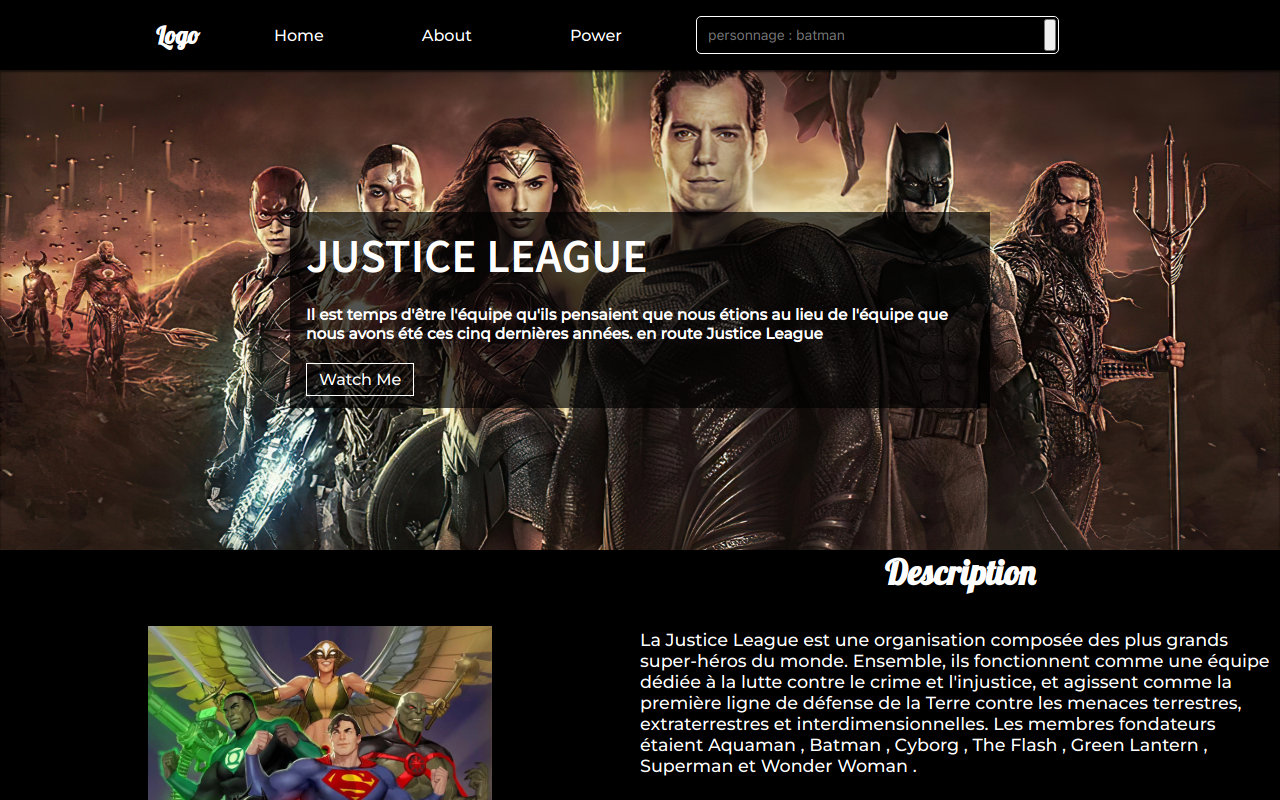 Logo
Home
About
Power
personnage : batman
JUSTICE LEAGUE
Il est temps d'être l'équipe qu'ils pensaient que nous étions au lieu de l'équipe que
nous avons été ces cinq dernières années. en route Justice League
Watch Me
Description
La Justice League est une organisation composée des plus grands
super-héros du monde. Ensemble, ils fonctionnent comme une équipe
dédiée à la lutte contre le crime et l'injustice, et agissent comme la
première ligne de défense de la Terre contre les menaces terrestres,
extraterrestres et interdimensionnelles. Les membres fondateurs
étaient Aquaman , Batman , Cyborg , The Flash , Green Lantern ,
Superman et Wonder Woman .